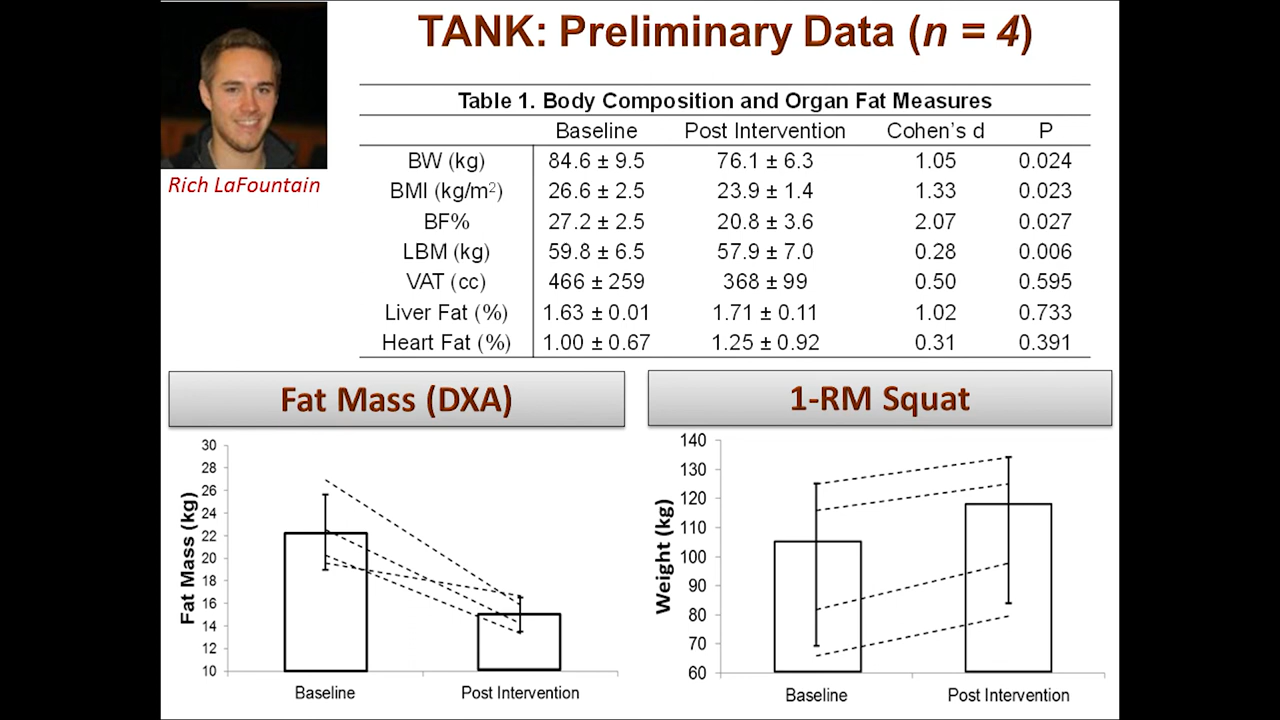 TANK: Preliminary Data (n = 4)
Rich LaFountain
Table 1. Body Composition and Organ Fat Measures
Baseline Post Intervention Cohen's d P
BW (kg) 84.6 ± 9.5 76.1 ± 6.3 1.05 0.024
BMI (kg/m²) 26.6 ± 2.5 23.9 ± 1.4 1.33 0.023
BF% 27.2 ± 2.5 20.8 ± 3.6 2.07 0.027
LBM (kg) 59.8 ± 6.5 57.9 ± 7.0 0.28 0.006
VAT (cc) 466 ± 259 368 ± 99 0.50 0.595
Liver Fat (%) 1.63 ± 0.01 1.71 ± 0.11 1.02 0.733
Heart Fat (%) 1.00 ± 0.67 1.25 ± 0.92 0.31 0.391
Fat Mass (DXA)
Fat Mass (kg)
30
28
26
24
22
20
18
16
14
12
10
Baseline Post Intervention
1-RM Squat
Weight (kg)
140
130
120
110
100
90
80
70
60
Baseline Post Intervention